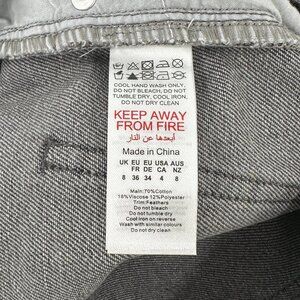 COOL HAND WASH ONLY,
DO NOT BLEACH, DO NOT
TUMBLE DRY, COOL IRON,
DO NOT DRY CLEAN
KEEP AWAY
FROM FIRE
أبعدها عن النار
Made in China
UK EU EU USA AUS
FR DE CA NZ
8 36 34 4 8
Main:70%Cotton
18%Viscose 12%Polyester
Trim:Feathers
Do not bleach
Do not tumble dry
Cool iron on reverse
Wash with similar colours
Do not dry clean